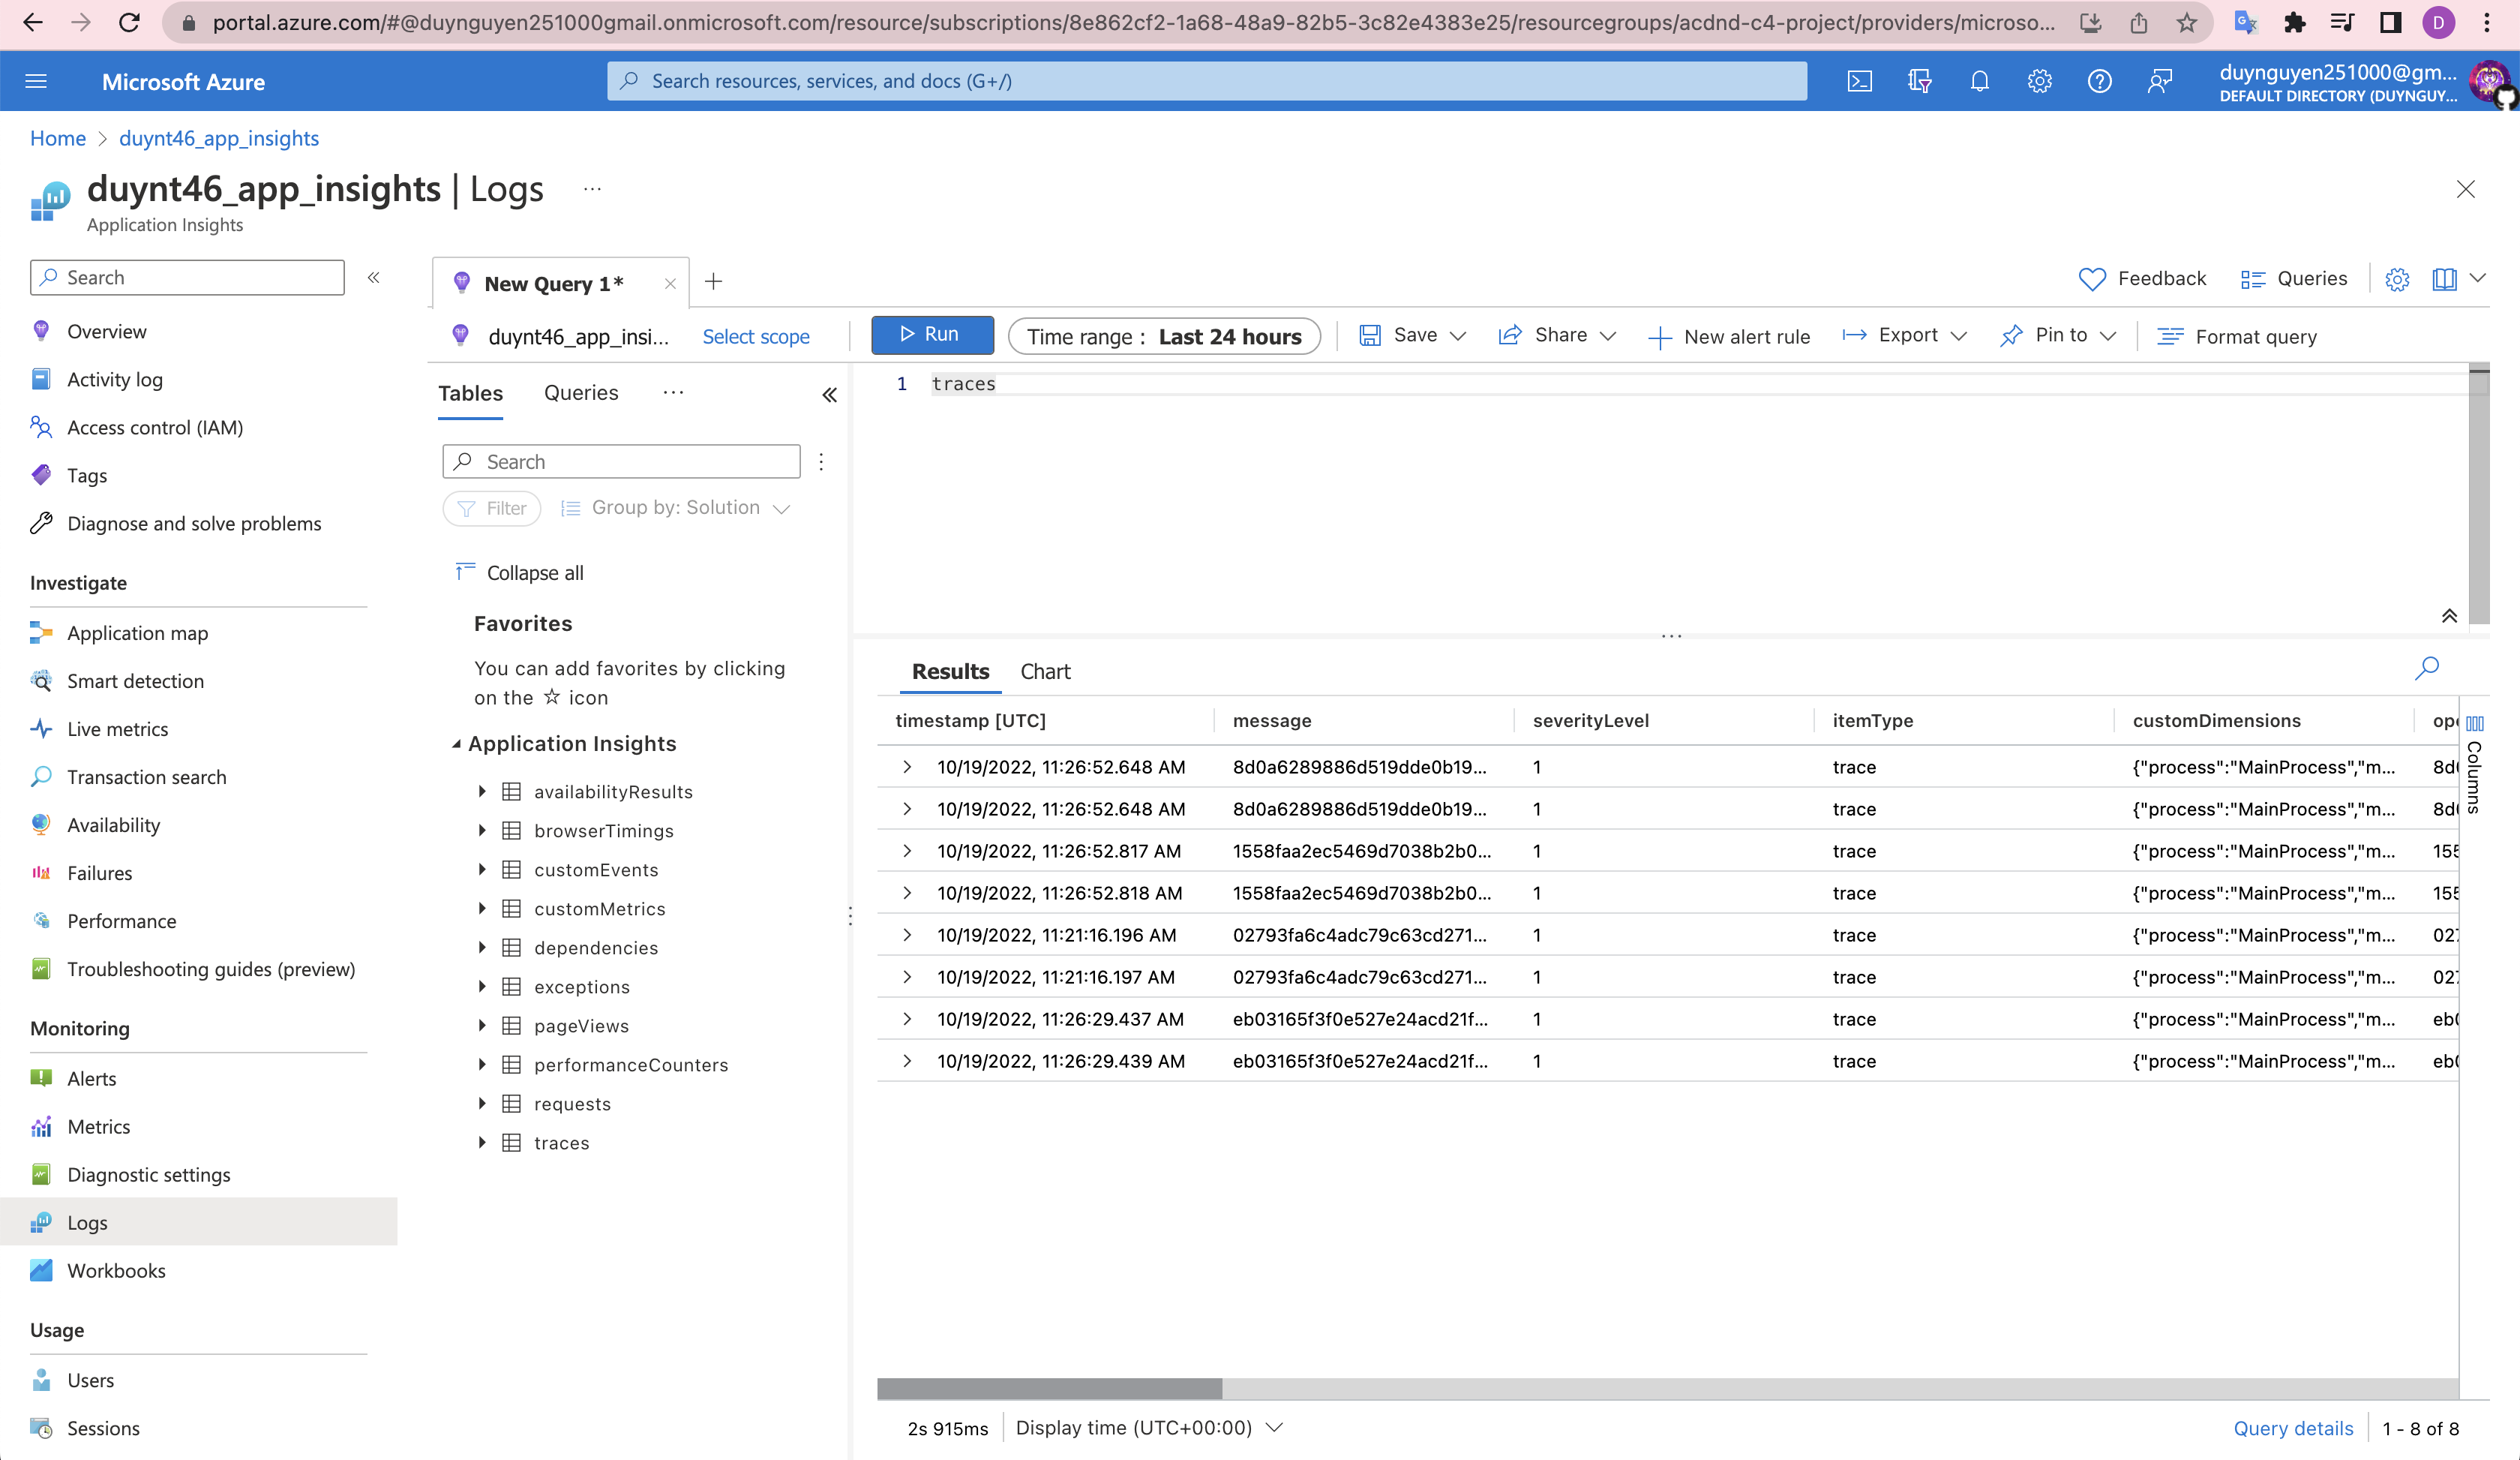 portal.azure.com/#@duynguyen251000gmail.onmicrosoft.com/resource/subscriptions/8e862cf2-1a68-48a9-82b5-3c82e4383e25/resourcegroups/acdnd-c4-project/providers/microso...
D
Microsoft Azure
Search resources, services, and docs (G+/)
duynguyen251000@gm...
DEFAULT DIRECTORY (DUYNGUY...
Home > duynt46_app_insights
duynt46_app_insights | Logs ...
Application Insights
Search
Overview
Activity log
Access control (IAM)
Tags
Diagnose and solve problems
Investigate
Application map
Smart detection
Live metrics
Transaction search
Availability
Failures
Performance
Troubleshooting guides (preview)
Monitoring
Alerts
Metrics
Diagnostic settings
Logs
Workbooks
Usage
Users
Sessions
New Query 1*
Feedback
Queries
duynt46_app_insi...
Select scope
Run
Time range : Last 24 hours
Save
Share
New alert rule
Export
Pin to
Format query
Tables
Queries
...
Search
Filter
Group by: Solution
Collapse all
Favorites
You can add favorites by clicking
on the ☆ icon
Application Insights
availabilityResults
browserTimings
customEvents
customMetrics
dependencies
exceptions
pageViews
performanceCounters
requests
traces
1 traces
Results
Chart
timestamp [UTC] message severityLevel itemType customDimensions ope
10/19/2022, 11:26:52.648 AM 8d0a6289886d519dde0b19... 1 trace {"process":"MainProcess","m... 8d
10/19/2022, 11:26:52.648 AM 8d0a6289886d519dde0b19... 1 trace {"process":"MainProcess","m... 8d
10/19/2022, 11:26:52.817 AM 1558faa2ec5469d7038b2b0... 1 trace {"process":"MainProcess","m... 155
10/19/2022, 11:26:52.818 AM 1558faa2ec5469d7038b2b0... 1 trace {"process":"MainProcess","m... 155
10/19/2022, 11:21:16.196 AM 02793fa6c4adc79c63cd271... 1 trace {"process":"MainProcess","m... 02
10/19/2022, 11:21:16.197 AM 02793fa6c4adc79c63cd271... 1 trace {"process":"MainProcess","m... 02
10/19/2022, 11:26:29.437 AM eb03165f3f0e527e24acd21f... 1 trace {"process":"MainProcess","m... eb
10/19/2022, 11:26:29.439 AM eb03165f3f0e527e24acd21f... 1 trace {"process":"MainProcess","m... eb
Columns
2s 915ms
Display time (UTC+00:00)
Query details
1 - 8 of 8